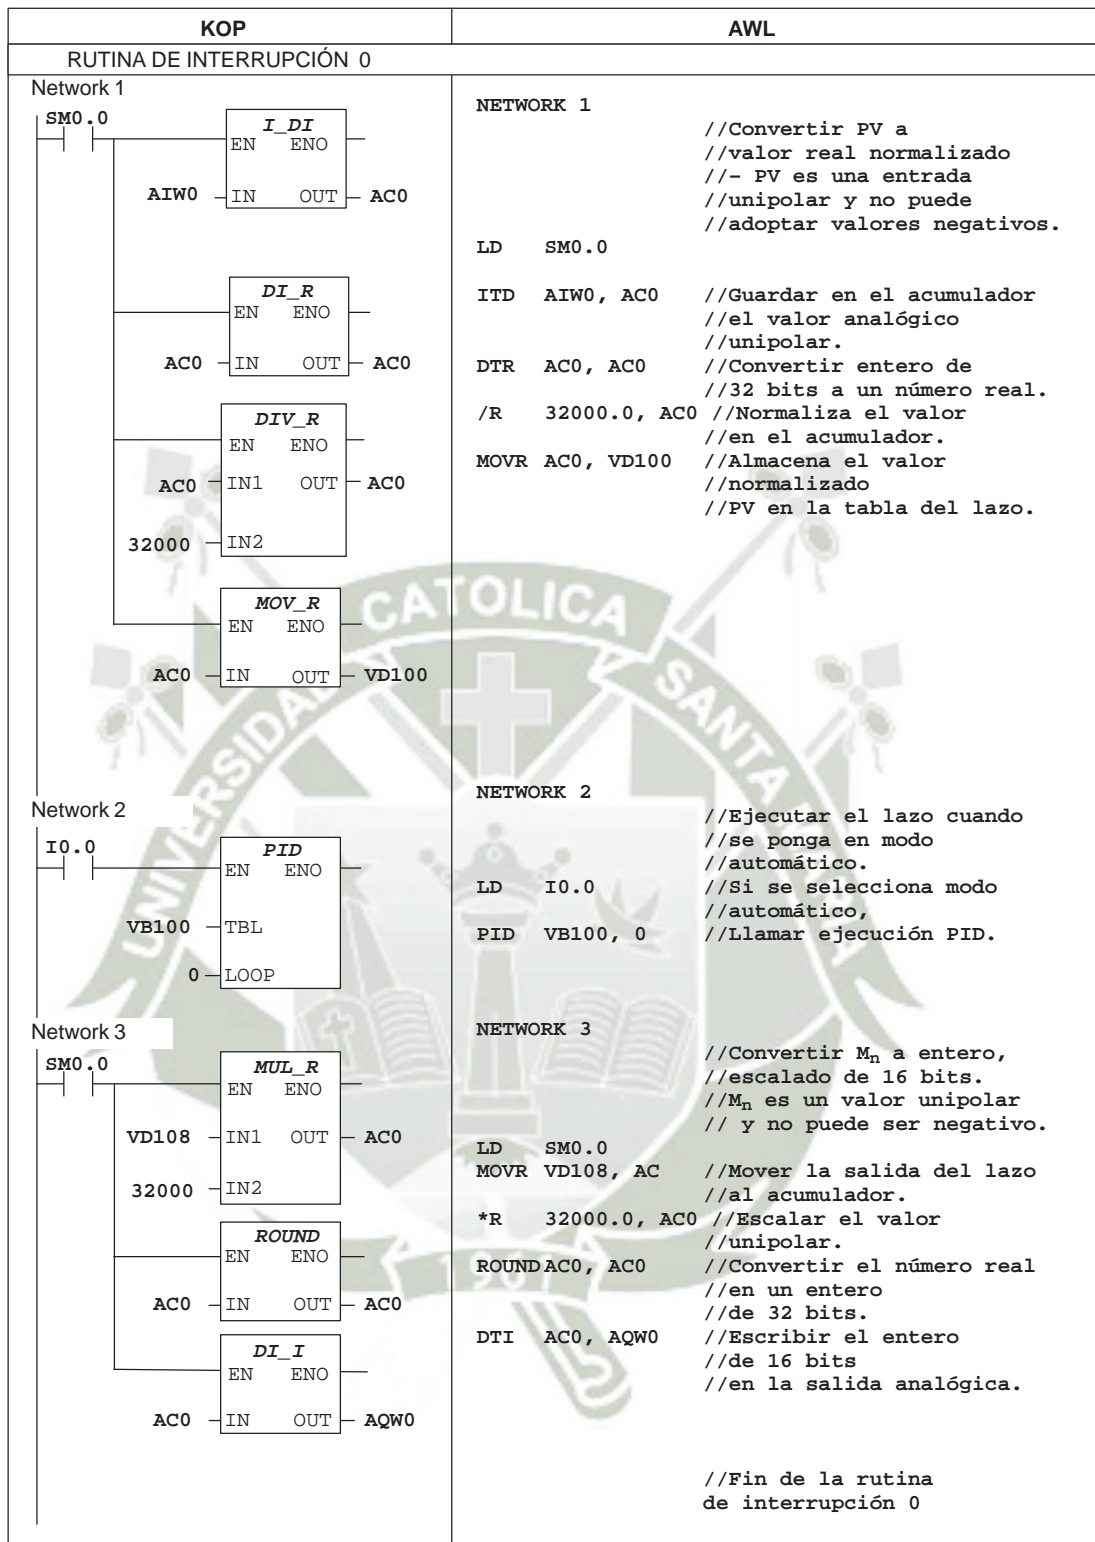 KOP
AWL
RUTINA DE INTERRUPCIÓN 0
Network 1
SM0.0
I_DI
EN ENO
AIW0 IN OUT AC0
DI_R
EN ENO
AC0 IN OUT AC0
DIV_R
EN ENO
AC0 IN1 OUT AC0
32000 IN2
MOV_R
EN ENO
AC0 IN OUT VD100
Network 2
I0.0
PID
EN ENO
VB100 TBL
0 LOOP
Network 3
SM0.0
MUL_R
EN ENO
VD108 IN1 OUT AC0
32000 IN2
ROUND
EN ENO
AC0 IN OUT AC0
DI_I
EN ENO
AC0 IN OUT AQW0
NETWORK 1
//Convertir PV a
//valor real normalizado
//– PV es una entrada
//unipolar y no puede
//adoptar valores negativos.
LD SM0.0
ITD AIW0, AC0 //Guardar en el acumulador
//el valor analógico
//unipolar.
DTR AC0, AC0 //Convertir entero de
//32 bits a un número real.
/R 32000.0, AC0 //Normaliza el valor
//en el acumulador.
MOVR AC0, VD100 //Almacena el valor
//normalizado
//PV en la tabla del lazo.
NETWORK 2
//Ejecutar el lazo cuando
//se ponga en modo
//automático.
LD I0.0 //Si se selecciona modo
//automático,
PID VB100, 0 //Llamar ejecución PID.
NETWORK 3
//Convertir Mn a entero,
//escalado de 16 bits.
//Mn es un valor unipolar
// y no puede ser negativo.
LD SM0.0
MOVR VD108, AC //Mover la salida del lazo
//al acumulador.
*R 32000.0, AC0 //Escalar el valor
//unipolar.
ROUND AC0, AC0 //Convertir el número real
//en un entero
//de 32 bits.
DTI AC0, AQW0 //Escribir el entero
//de 16 bits
//en la salida analógica.
//Fin de la rutina
de interrupción 0
UNIVERSIDAD CATOLICA SANTA MARIA
1961